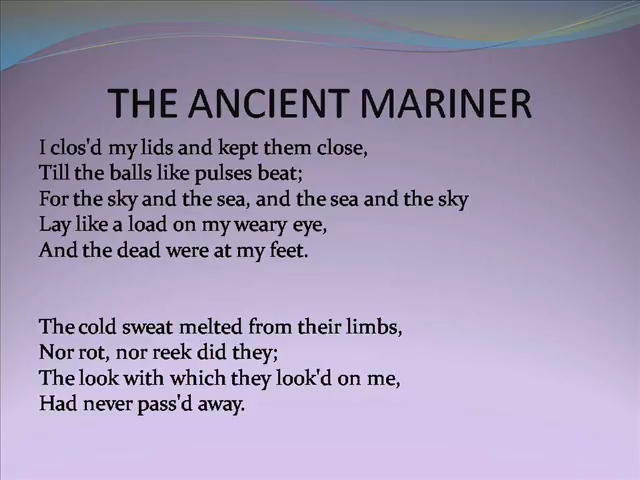 THE ANCIENT MARINER
I clos'd my lids and kept them close,
Till the balls like pulses beat;
For the sky and the sea, and the sea and the sky
Lay like a load on my weary eye,
And the dead were at my feet.
The cold sweat melted from their limbs,
Nor rot, nor reek did they;
The look with which they look'd on me,
Had never pass'd away.